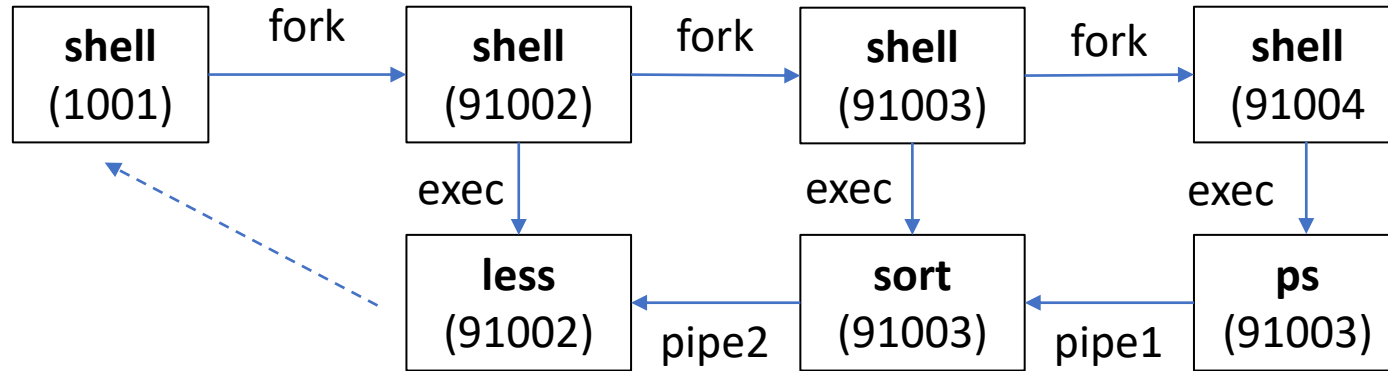 shell
(1001)
fork
shell
(91002)
fork
shell
(91003)
fork
shell
(91004
exec
exec
exec
less
(91002)
pipe2
sort
(91003)
pipe1
ps
(91003)